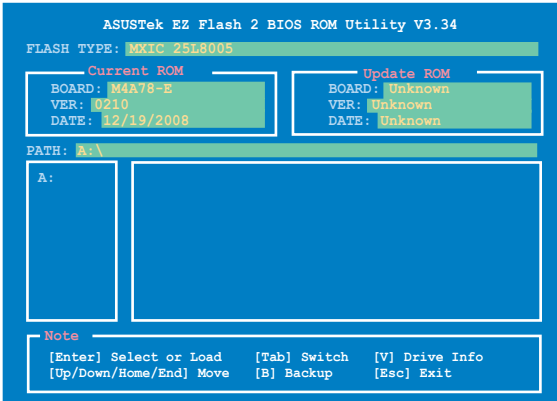 ASUSTek EZ Flash 2 BIOS ROM Utility V3.34
FLASH TYPE: MXIC 25L8005
Current ROM
BOARD: M4A78-E
VER: 0210
DATE: 12/19/2008
Update ROM
BOARD: Unknown
VER: Unknown
DATE: Unknown
PATH: A:\
A:
Note
[Enter] Select or Load [Tab] Switch [V] Drive Info
[Up/Down/Home/End] Move [B] Backup [Esc] Exit